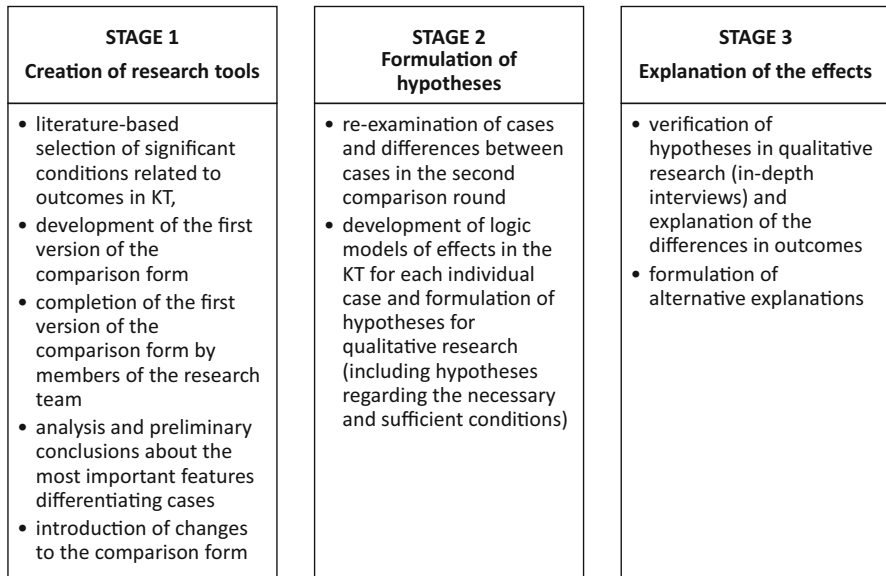 STAGE 1
Creation of research tools
• literature-based
selection of significant
conditions related to
outcomes in KT,
• development of the first
version of the
comparison form
• completion of the first
version of the
comparison form by
members of the research
team
• analysis and preliminary
conclusions about the
most important features
differentiating cases
• introduction of changes
to the comparison form
STAGE 2
Formulation of
hypotheses
• re-examination of cases
and differences between
cases in the second
comparison round
• development of logic
models of effects in the
KT for each individual
case and formulation of
hypotheses for
qualitative research
(including hypotheses
regarding the necessary
and sufficient conditions)
STAGE 3
Explanation of the effects
• verification of
hypotheses in qualitative
research (in-depth
interviews) and
explanation of the
differences in outcomes
• formulation of
alternative explanations